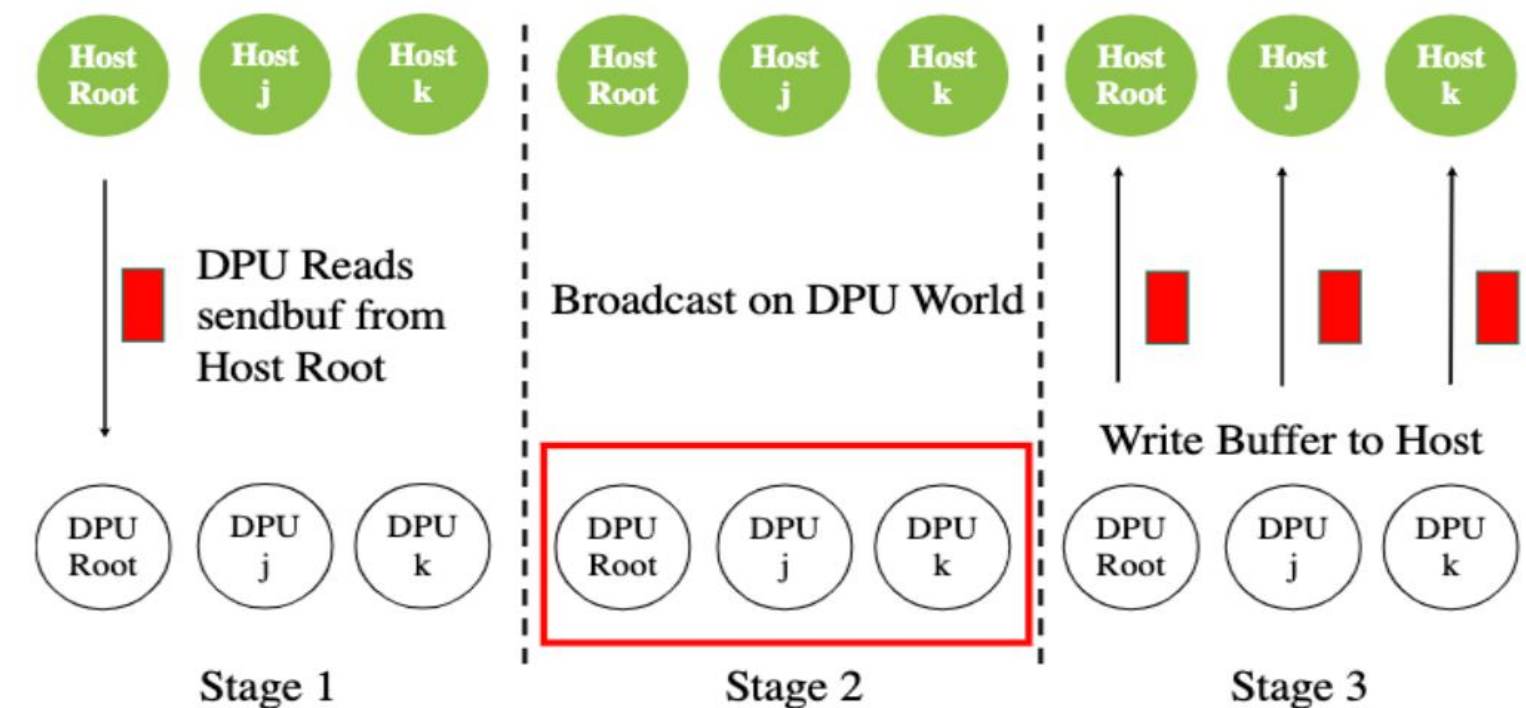 Host
Root
Host
j
Host
k
DPU Reads
sendbuf from
Host Root
DPU
Root
DPU
j
DPU
k
Stage 1
Host
Root
Host
j
Host
k
Broadcast on DPU World
DPU
Root
DPU
j
DPU
k
Stage 2
Host
Root
Host
j
Host
k
Write Buffer to Host
DPU
Root
DPU
j
DPU
k
Stage 3